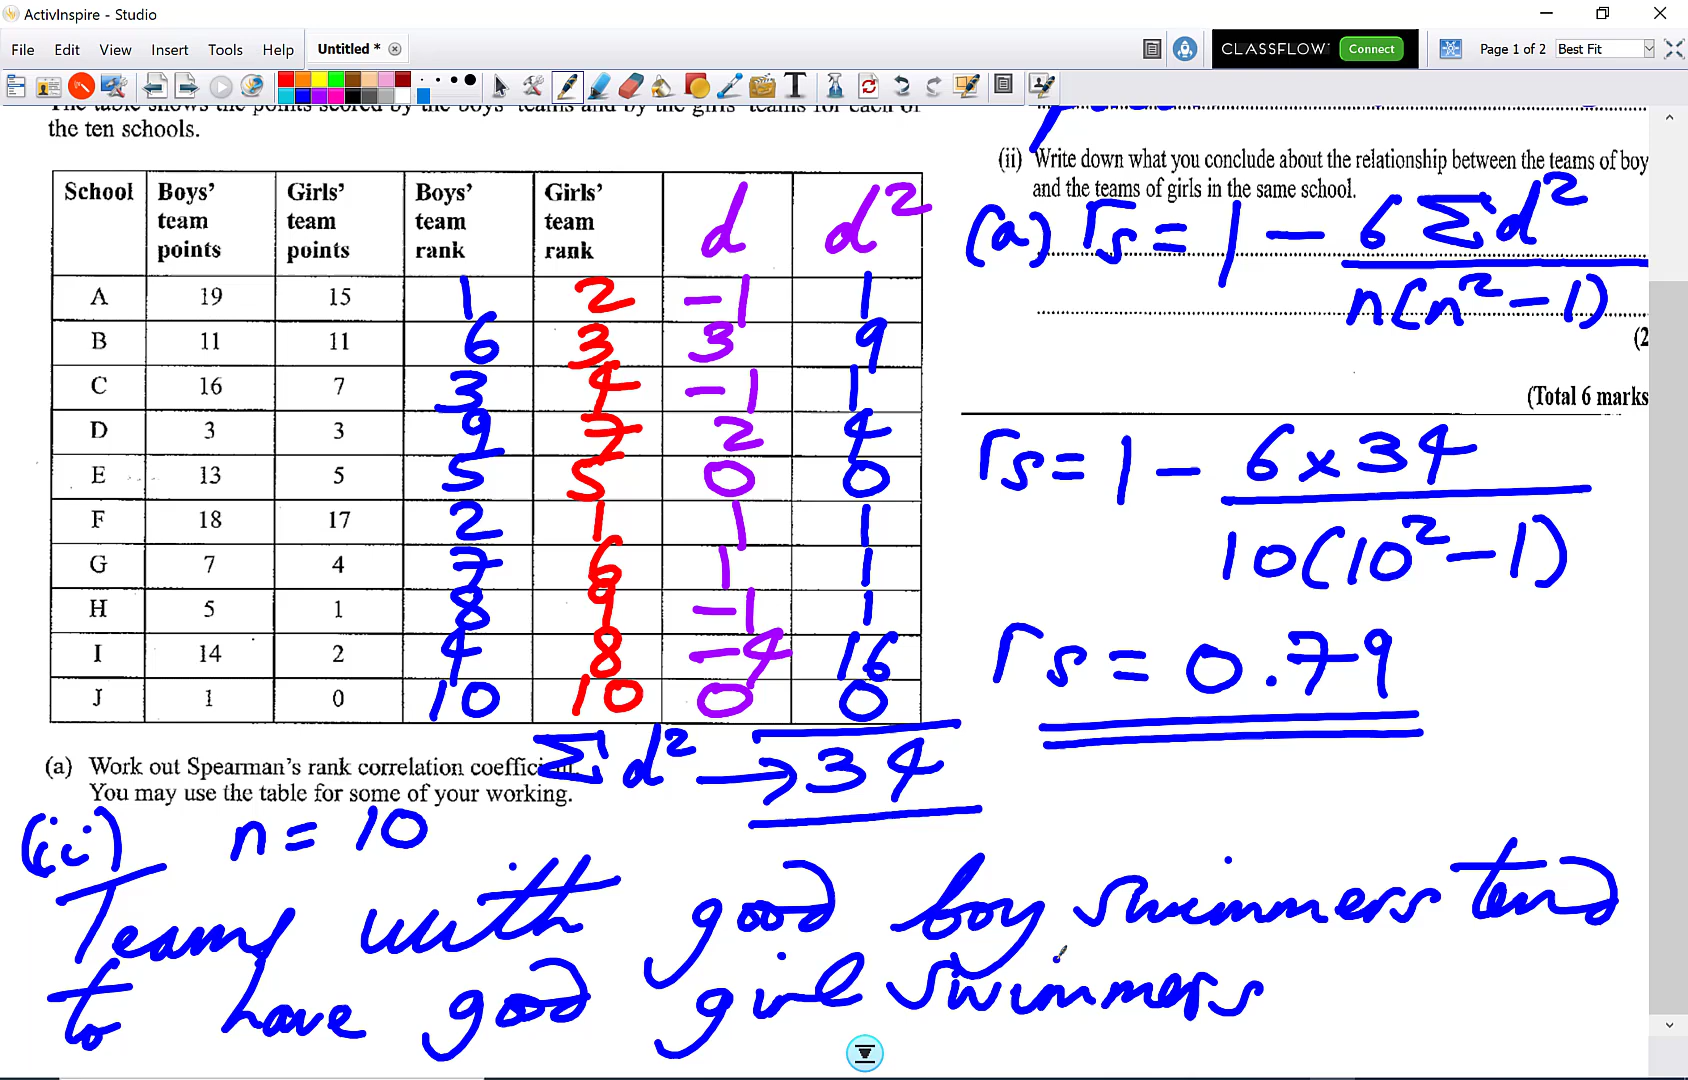 ActivInspire - Studio
File Edit View Insert Tools Help Untitled *
CLASSFLOW Connect Page 1 of 2 Best Fit
the ten schools.
School Boys' team points Girls' team points Boys' team rank Girls' team rank d d²
A 19 15 1 2 -1 1
B 11 11 6 3 3 9
C 16 7 3 4 -1 1
D 3 3 9 7 2 4
E 13 5 5 5 0 0
F 18 17 2 1 1 1
G 7 4 7 6 1 1
H 5 1 8 9 -1 1
I 14 2 4 8 -4 16
J 1 0 10 10 0 0
Σd² → 34
(a) Work out Spearman's rank correlation
You may use the table for some of your working.
(ii) n = 10
Teams with good boy swimmers tend
to have good girl swimmers
(ii) Write down what you conclude about the relationship between the teams of boy
and the teams of girls in the same school.
(a) rs = 1 - 6Σd² / n(n² - 1)
(2
(Total 6 marks
rs = 1 - 6 × 34 / 10(10² - 1)
rs = 0.79